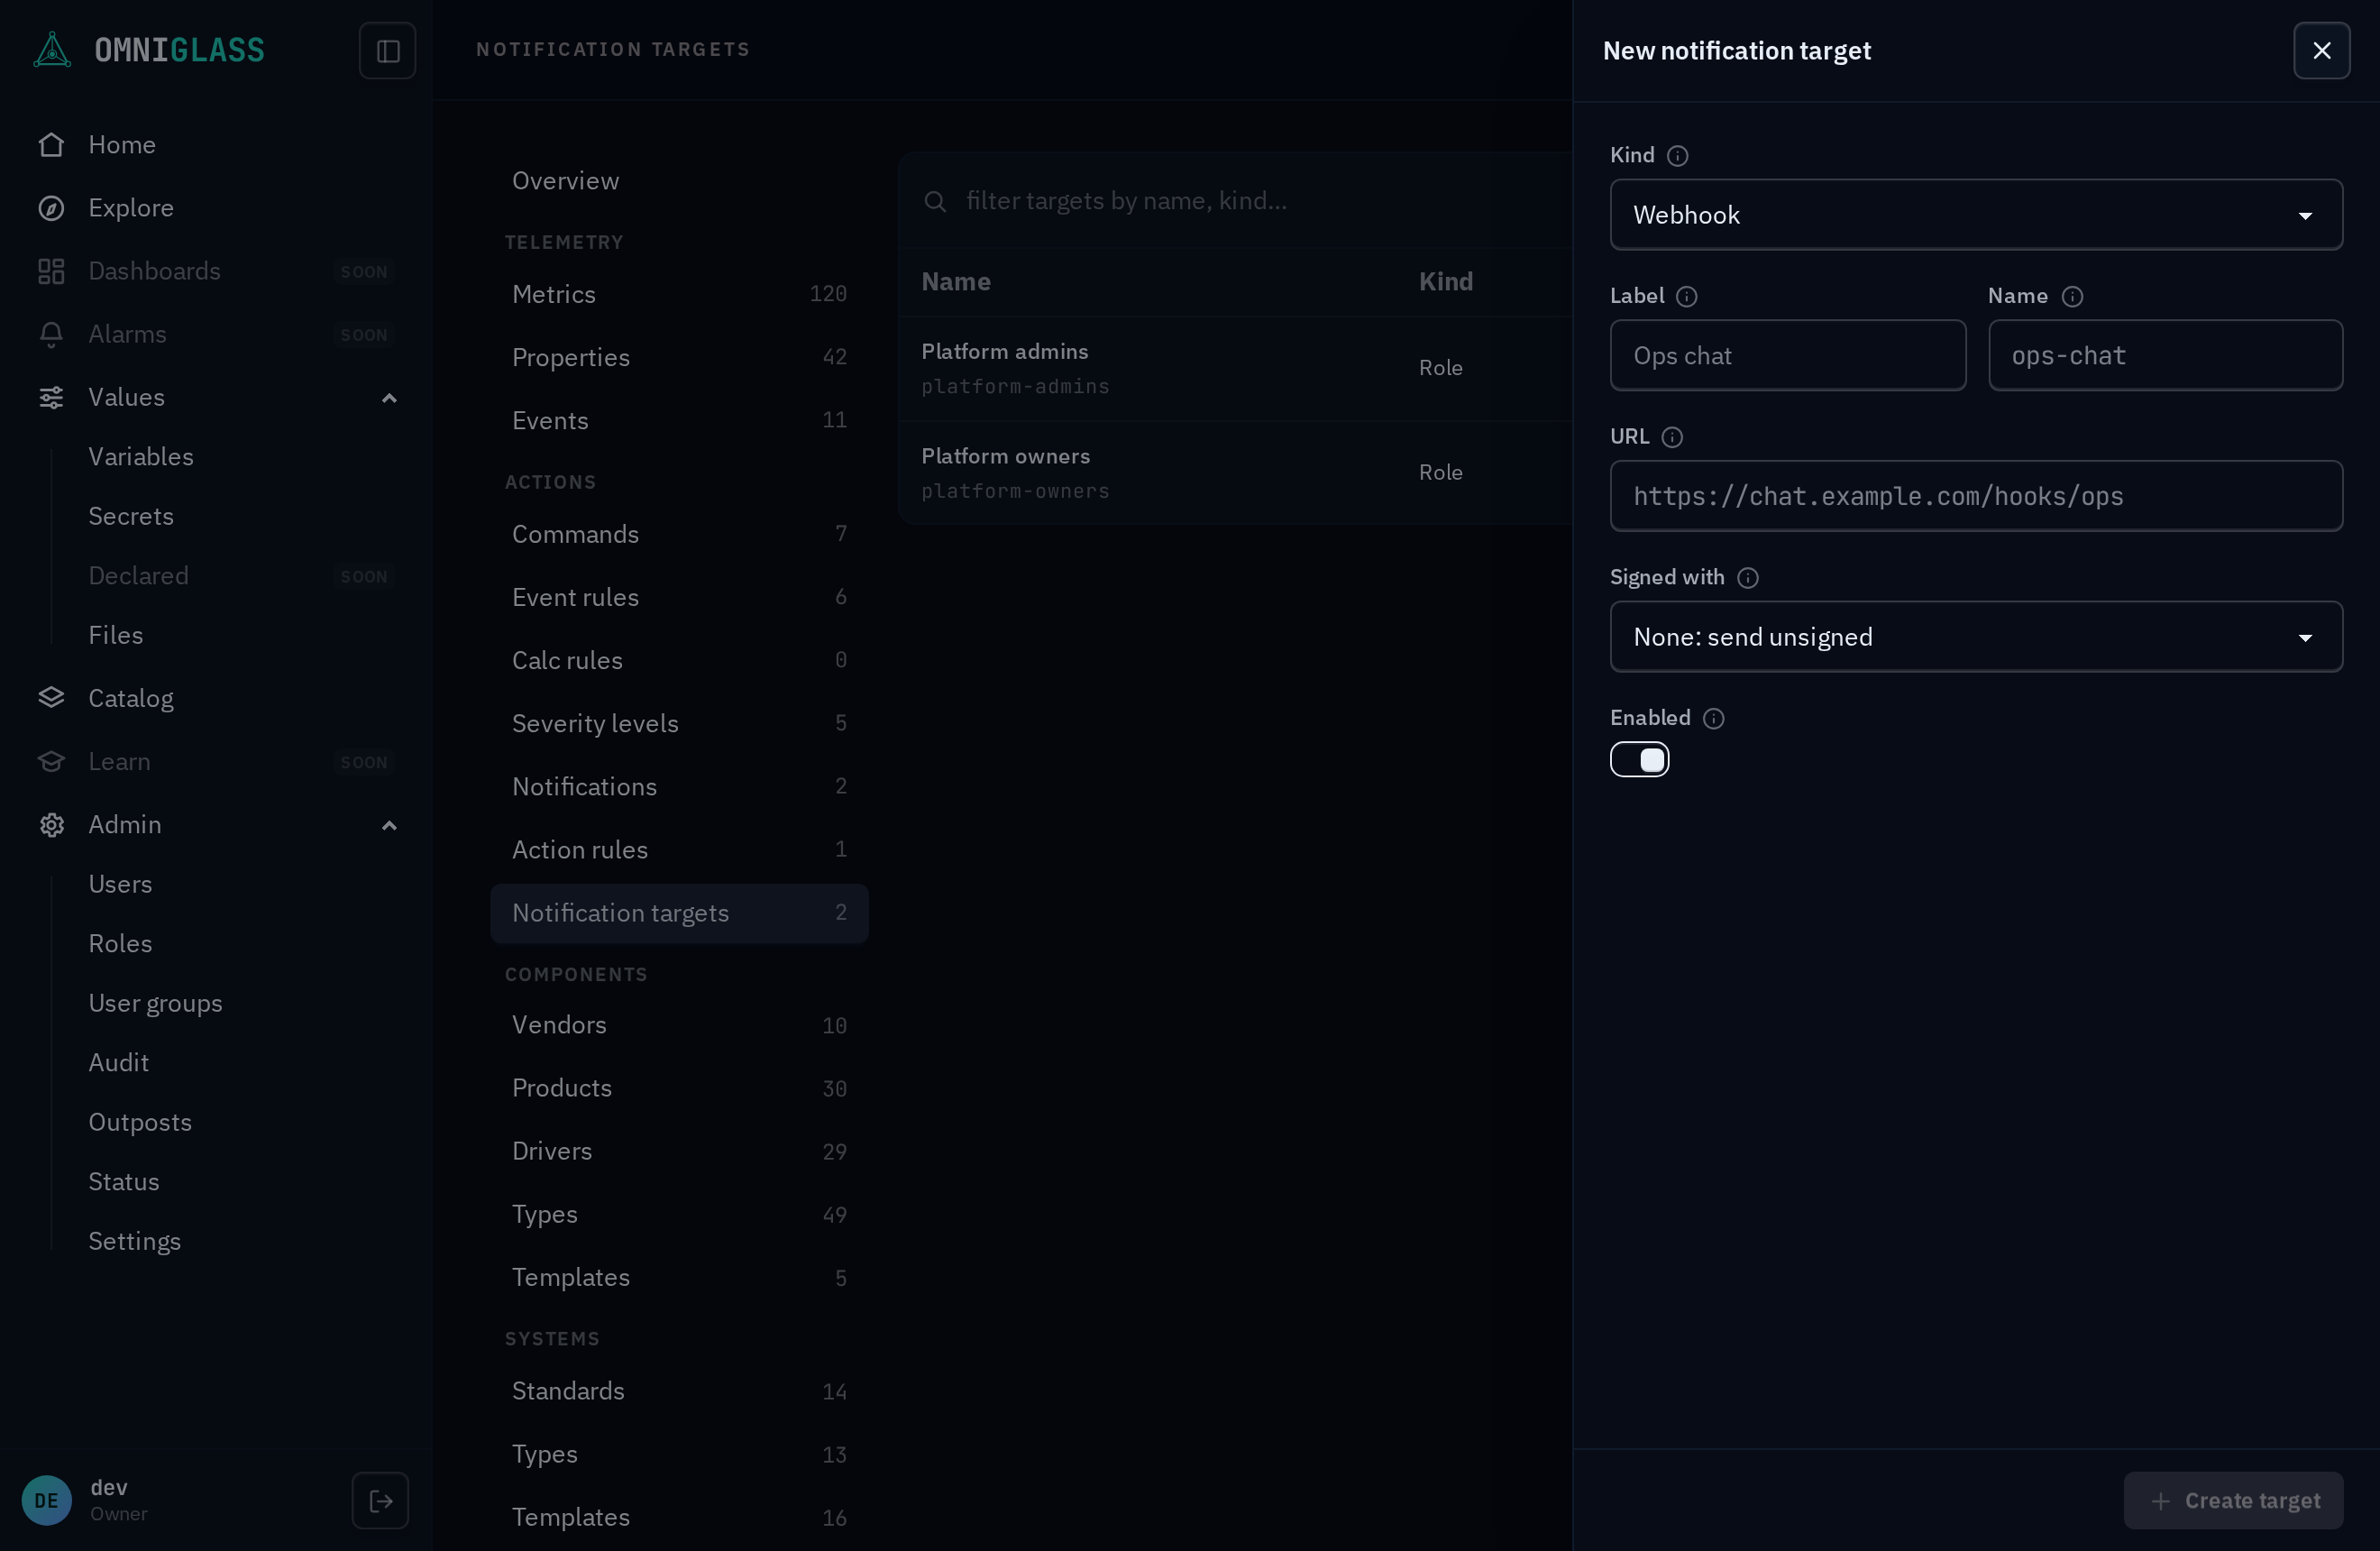 OMNIGLASS
Home
Explore
Dashboards SOON
Alarms SOON
Values
Variables
Secrets
Declared SOON
Files
Catalog
Learn SOON
Admin
Users
Roles
User groups
Audit
Outposts
Status
Settings
DE
dev
Owner
NOTIFICATION TARGETS
Overview
TELEMETRY
Metrics 120
Properties 42
Events 11
ACTIONS
Commands 7
Event rules 6
Calc rules 0
Severity levels 5
Notifications 2
Action rules 1
Notification targets 2
COMPONENTS
Vendors 10
Products 30
Drivers 29
Types 49
Templates 5
SYSTEMS
Standards 14
Types 13
Templates 16
filter targets by name, kind...
Name Kind
Platform admins
platform-admins
Role
Platform owners
platform-owners
Role
New notification target
Kind
Webhook
Label Name
Ops chat ops-chat
URL
https://chat.example.com/hooks/ops
Signed with
None: send unsigned
Enabled
Create target